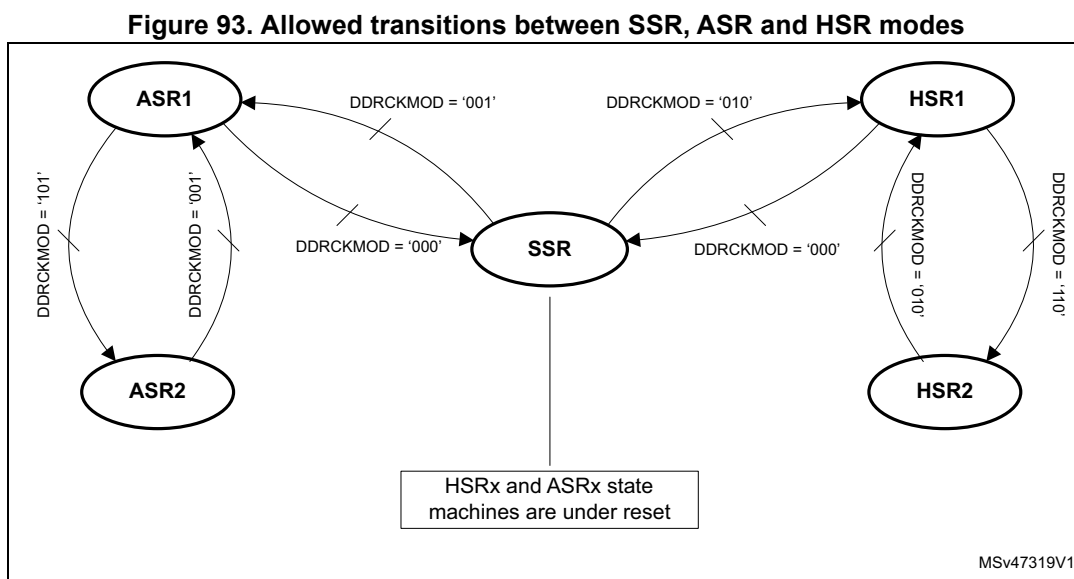 Figure 93. Allowed transitions between SSR, ASR and HSR modes
ASR1
DDRCKMOD = ‘001’
DDRCKMOD = ‘010’
HSR1
DDRCKMOD = ‘101’
DDRCKMOD = ‘001’
DDRCKMOD = ‘000’
SSR
DDRCKMOD = ‘000’
DDRCKMOD = ‘010’
DDRCKMOD = ‘110’
ASR2
HSR2
HSRx and ASRx state
machines are under reset
MSv47319V1